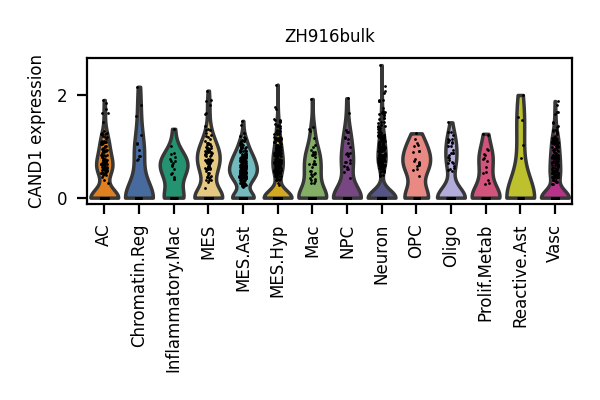 ZH916bulk
CAND1 expression
2
0
AC
Chromatin.Reg
Inflammatory.Mac
MES
MES.Ast
MES.Hyp
Mac
NPC
Neuron
OPC
Oligo
Prolif.Metab
Reactive.Ast
Vasc